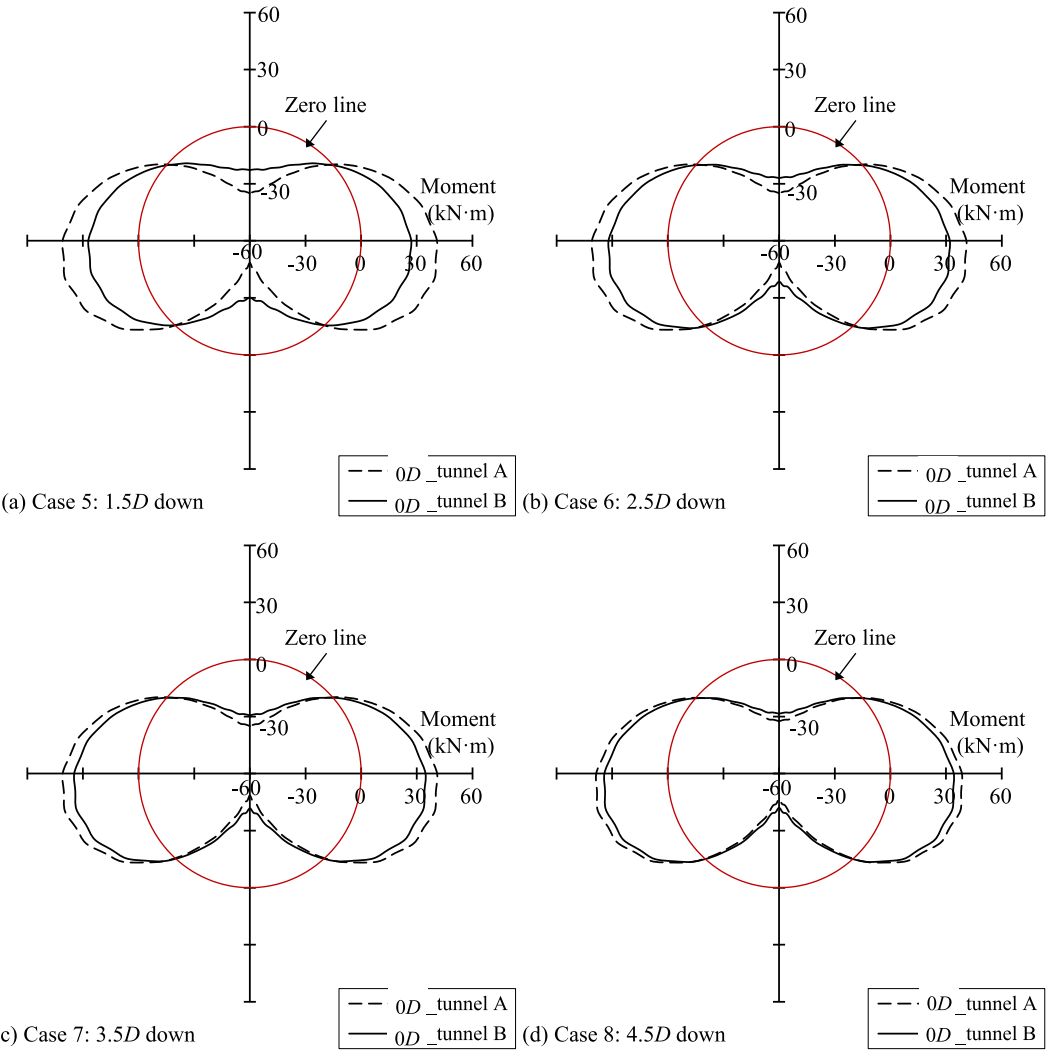 60
30
Zero line
0
-30
Moment
(kN·m)
-60
-30
0
30
60
0D _tunnel A
0D _tunnel B
(a) Case 5: 1.5D down
60
30
Zero line
0
-30
Moment
(kN·m)
-60
-30
0
30
60
0D _tunnel A
0D _tunnel B
(b) Case 6: 2.5D down
60
30
Zero line
0
-30
Moment
(kN·m)
-60
-30
0
30
60
0D _tunnel A
0D _tunnel B
c) Case 7: 3.5D down
60
30
Zero line
0
-30
Moment
(kN·m)
-60
-30
0
30
60
0D _tunnel A
0D _tunnel B
(d) Case 8: 4.5D down